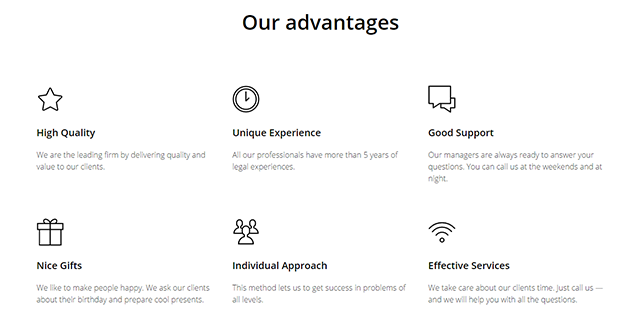 Our advantages
High Quality
We are the leading firm by delivering quality and
value to our clients.
Unique Experience
All our professionals have more than 5 years of
legal experiences.
Good Support
Our managers are always ready to answer your
questions. You can call us at the weekends and at
night.
Nice Gifts
We like to make people happy. We ask our clients
about their birthday and prepare cool presents.
Individual Approach
This method lets us to get success in problems of
all levels.
Effective Services
We take care about our clients time. Just call us —
and we will help you with all the questions.